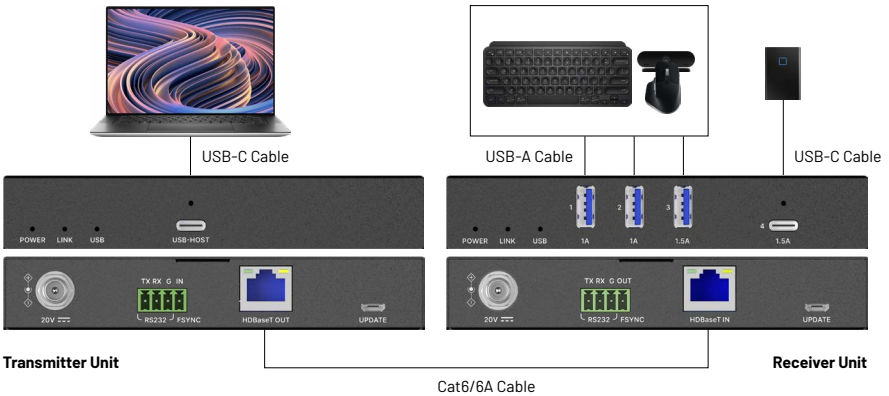 USB-C Cable
USB-A Cable
USB-C Cable
POWER LINK USB USB-HOST
1 2 3 4
POWER LINK USB 1A 1A 1.5A 1.5A
TX RX G IN
20V RS232 FSYNC HDBaseT OUT UPDATE
TX RX G OUT
20V RS232 FSYNC HDBaseT IN UPDATE
Transmitter Unit
Receiver Unit
Cat6/6A Cable